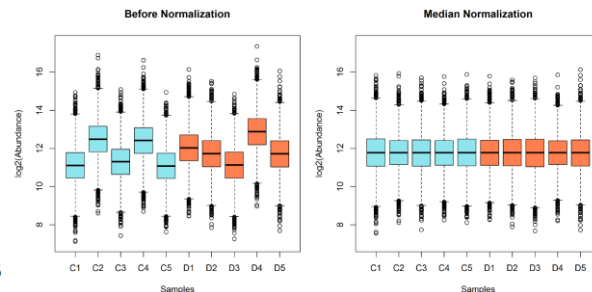 Before Normalization
log2(Abundance)
16
14
12
10
8
C1 C2 C3 C4 C5 D1 D2 D3 D4 D5
Samples
Median Normalization
log2(Abundance)
16
14
12
10
8
C1 C2 C3 C4 C5 D1 D2 D3 D4 D5
Samples